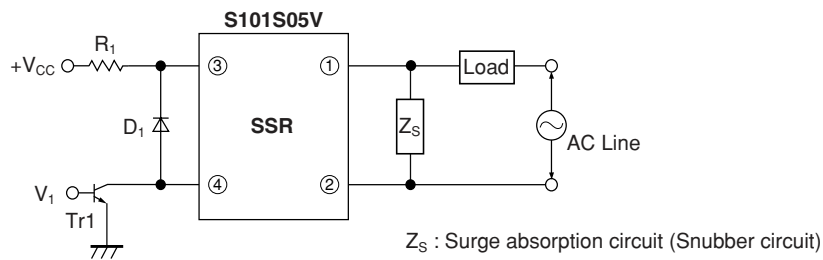 S101S05V
R1
+VCC
③
①
Load
D1
SSR
ZS
AC Line
V1
④
②
Tr1
ZS : Surge absorption circuit (Snubber circuit)